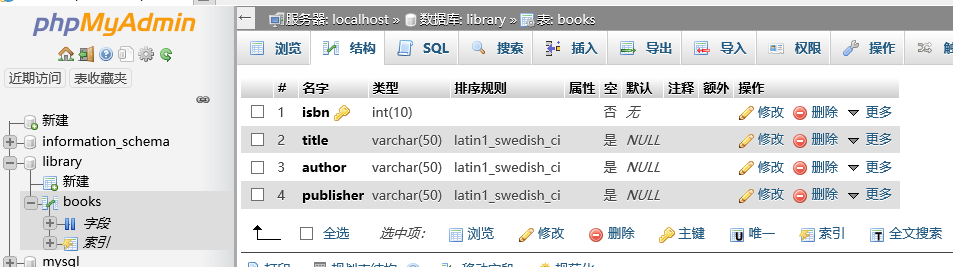 phpMyAdmin
近期访问 表收藏夹
新建
information_schema
library
新建
books
字段
索引
mysql
服务器: localhost » 数据库: library » 表: books
浏览 结构 SQL 搜索 插入 导出 导入 权限 操作
# 名字 类型 排序规则 属性 空 默认 注释 额外 操作
1 isbn int(10) 否 无 修改 删除 更多
2 title varchar(50) latin1_swedish_ci 是 NULL 修改 删除 更多
3 author varchar(50) latin1_swedish_ci 是 NULL 修改 删除 更多
4 publisher varchar(50) latin1_swedish_ci 是 NULL 修改 删除 更多
全选 选中项: 浏览 修改 删除 主键 唯一 索引 全文搜索